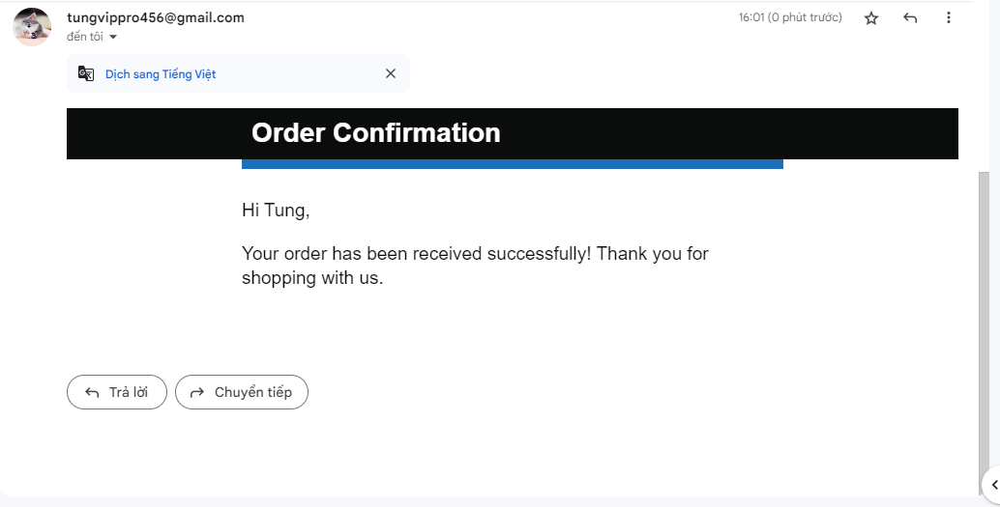 tungvippro456@gmail.com
16:01 (0 phút trước)
đến tôi
Dịch sang Tiếng Việt
Order Confirmation
Hi Tung,
Your order has been received successfully! Thank you for
shopping with us.
Trả lời
Chuyển tiếp